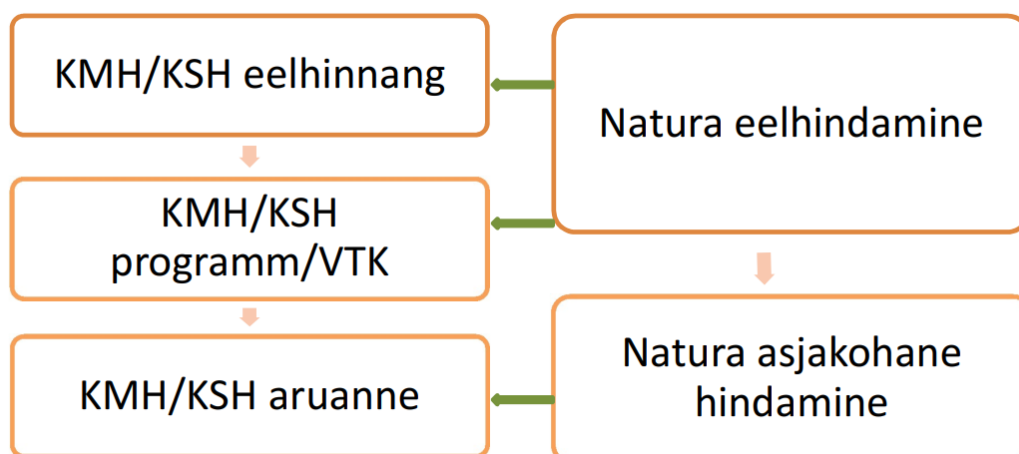 KMH/KSH eelhinnang
Natura eelhindamine
KMH/KSH
programm/VTK
Natura asjakohane
hindamine
KMH/KSH aruanne